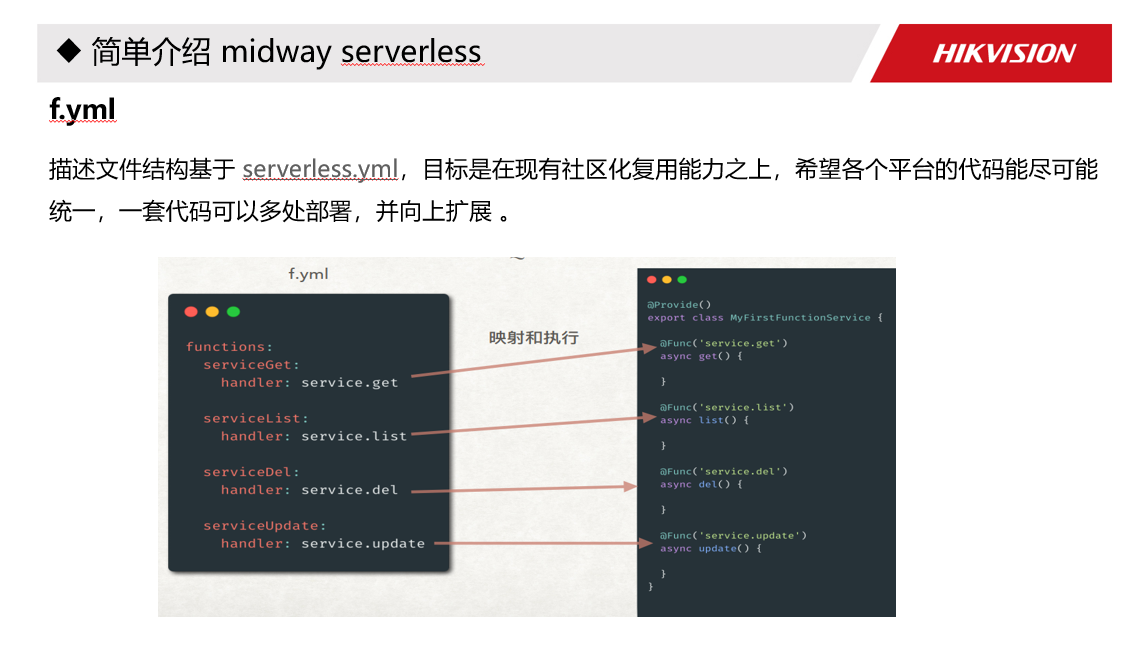 ◆ 简单介绍 midway serverless
HIKVISION
f.yml
描述文件结构基于 serverless.yml，目标是在现有社区化复用能力之上，希望各个平台的代码能尽可能
统一，一套代码可以多处部署，并向上扩展 。
f.yml
functions:
serviceGet:
handler: service.get
serviceList:
handler: service.list
serviceDel:
handler: service.del
serviceUpdate:
handler: service.update
映射和执行
@Provide()
export class MyFirstFunctionService {
@Func('service.get')
async get() {
}
@Func('service.list')
async list() {
}
@Func('service.del')
async del() {
}
@Func('service.update')
async update() {
}
}